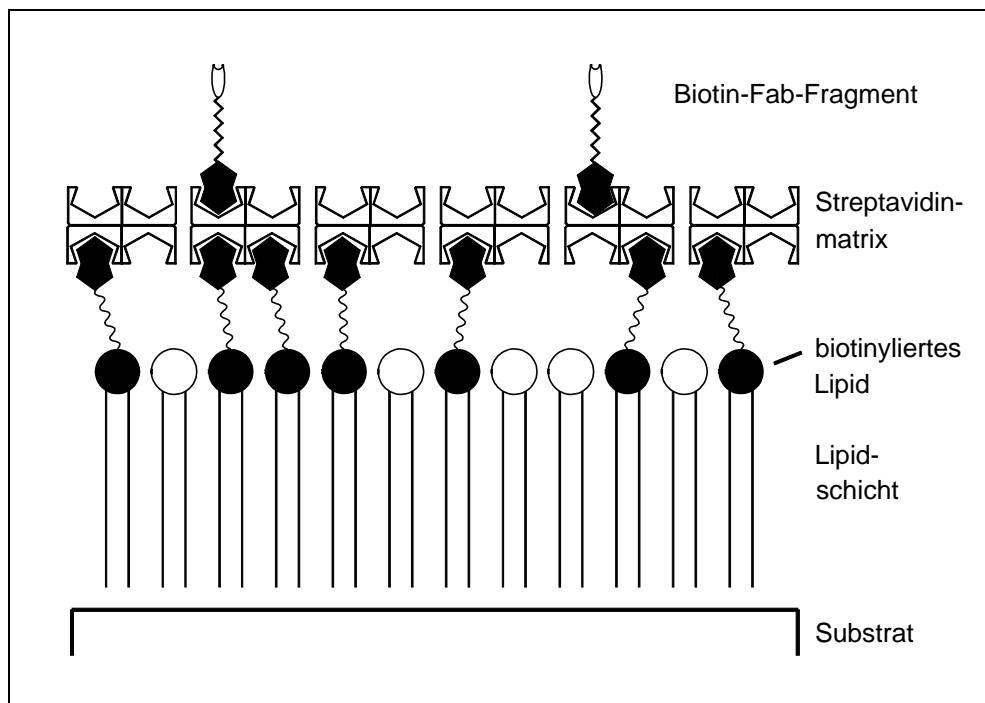 Biotin-Fab-Fragment
Streptavidin-
matrix
biotinyliertes
Lipid
Lipid-
schicht
Substrat